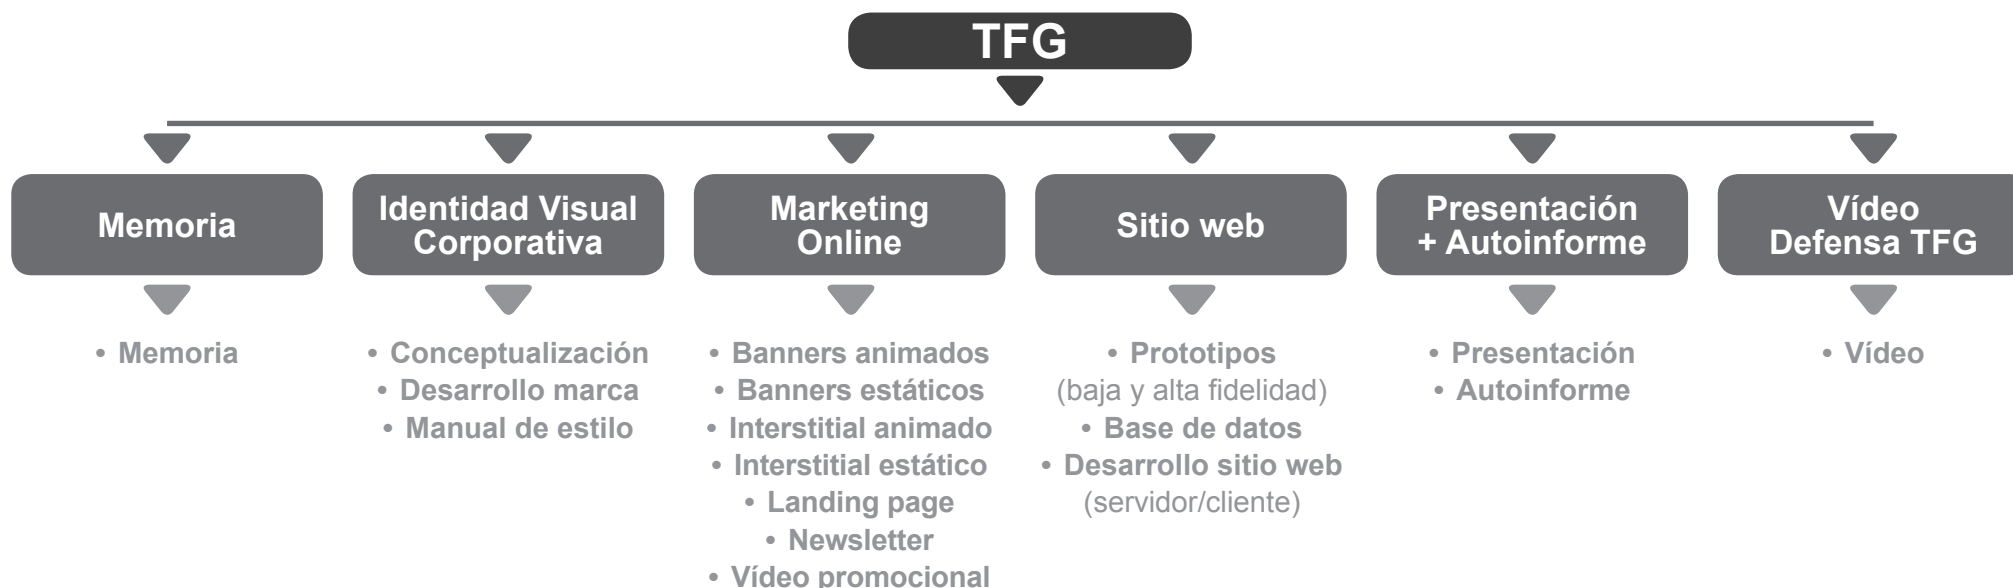 TFG
Memoria
Identidad Visual
Corporativa
Marketing
Online
Sitio web
Presentación
+ Autoinforme
Vídeo
Defensa TFG
• Memoria
• Conceptualización
• Desarrollo marca
• Manual de estilo
• Banners animados
• Banners estáticos
• Interstitial animado
• Interstitial estático
• Landing page
• Newsletter
• Vídeo promocional
• Prototipos
(baja y alta fidelidad)
• Base de datos
• Desarrollo sitio web
(servidor/cliente)
• Presentación
• Autoinforme
• Vídeo